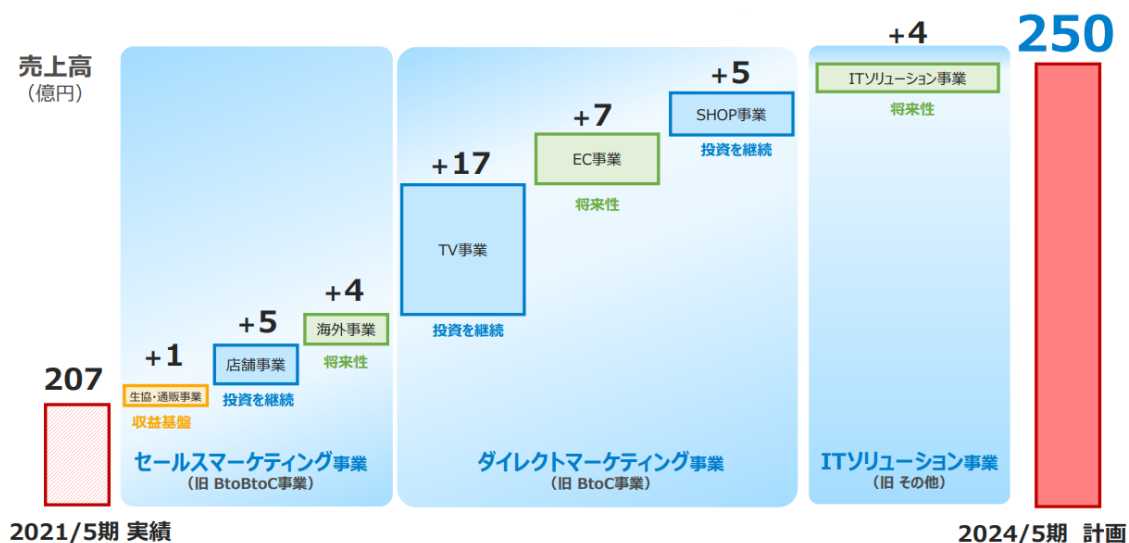 売上高
（億円）
207
2021/5期 実績
+1
生協・通販事業
収益基盤
+5
店舗事業
投資を継続
+4
海外事業
将来性
セールスマーケティング事業
（旧 BtoBtoC事業）
+17
TV事業
投資を継続
+7
EC事業
将来性
+5
SHOP事業
投資を継続
ダイレクトマーケティング事業
（旧 BtoC事業）
+4
ITソリューション事業
将来性
ITソリューション事業
（旧 その他）
250
2024/5期 計画